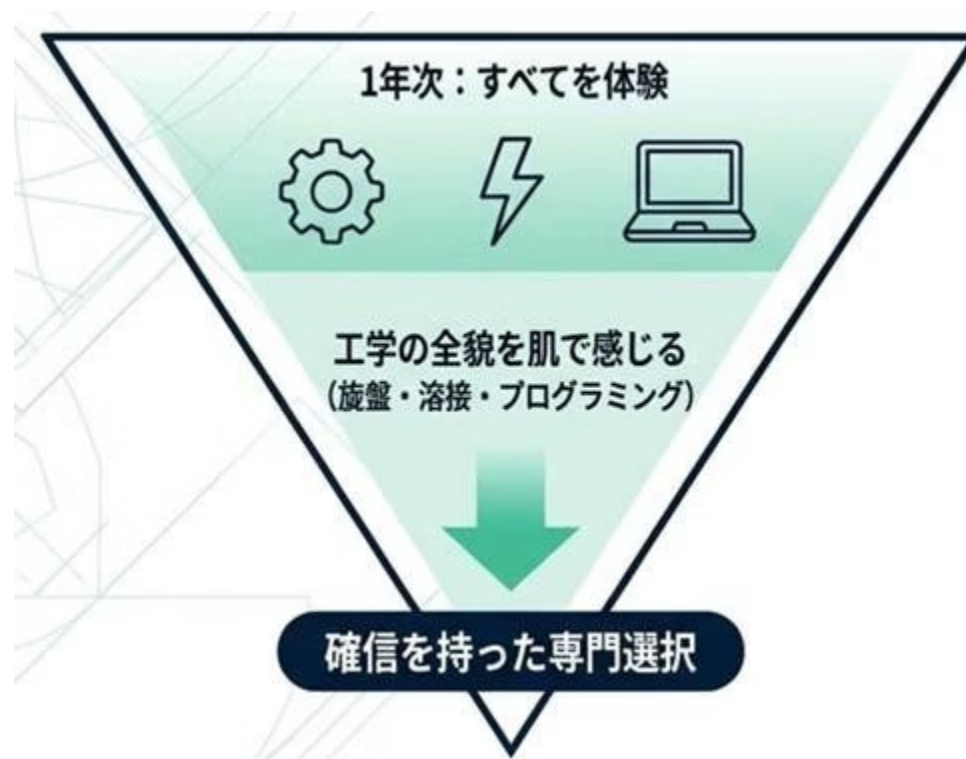 1年次：すべてを体験
工学の全貌を肌で感じる
（旋盤・溶接・プログラミング）
確信を持った専門選択